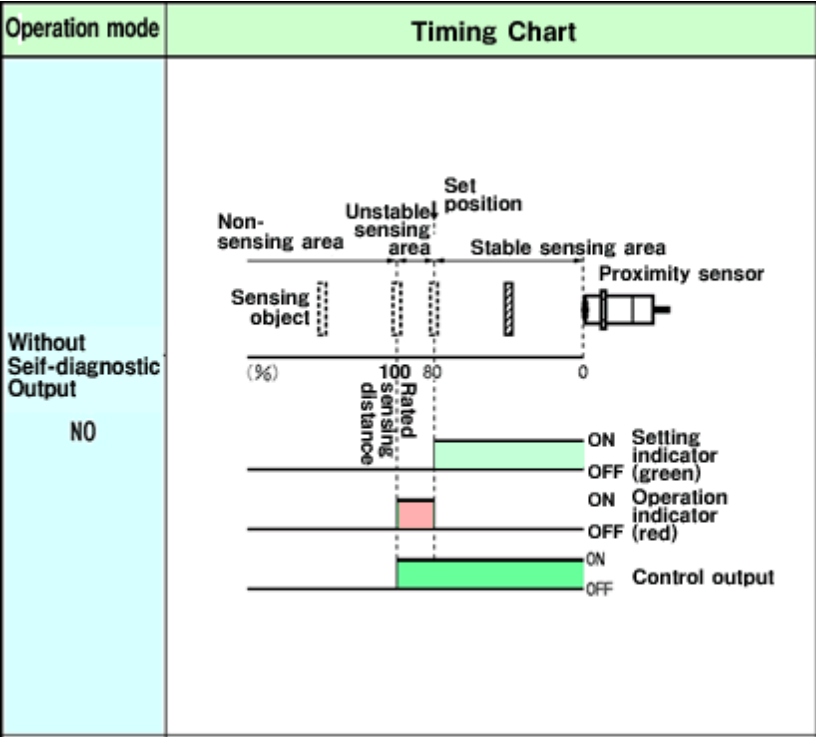 Operation mode
Timing Chart
Without
Seif-diagnostic
Output
NO
Set
position
Unstable
sensing
area
Non-
sensing area
Stable sensing area
Proximity sensor
Sensing
object
(%)
100
80
0
Rated
sensing
distance
ON
OFF
Setting
indicator
(green)
ON
OFF
Operation
indicator
(red)
ON
OFF
Control output